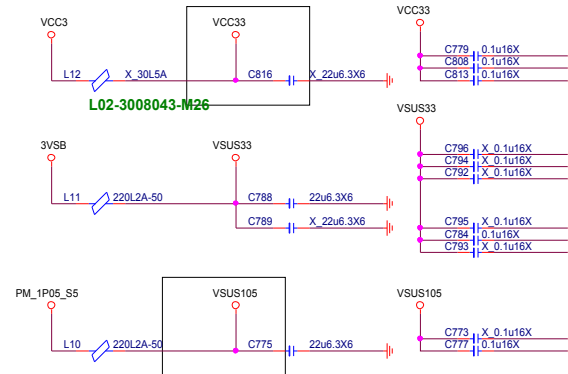 VCC3 VCC33 VCC33
C779 0.1u16X
L12 X_30L5A C816 X_22u6.3X6 C808 0.1u16X
C813 0.1u16X
L02-3008043-M26
VSUS33
3VSB VSUS33
C796 X_0.1u16X
C794 X_0.1u16X
C792 X_0.1u16X
L11 220L2A-50 C788 22u6.3X6
C789 X_22u6.3X6 C795 X_0.1u16X
C784 0.1u16X
C793 X_0.1u16X
PM_1P05_S5 VSUS105 VSUS105
C773 X_0.1u16X
L10 220L2A-50 C775 22u6.3X6 C777 0.1u16X